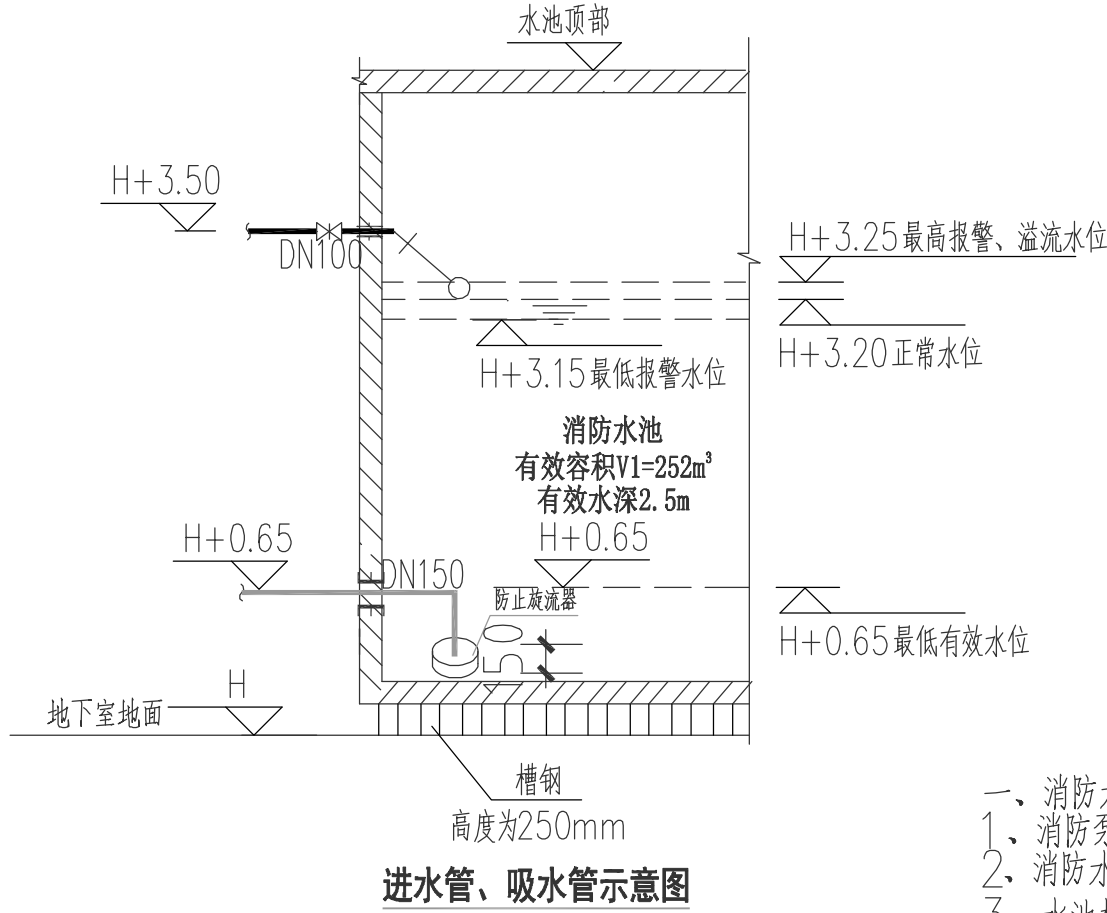 水池顶部
H+3.50
DN100
H+3.25最高报警、溢流水位
H+3.20正常水位
H+3.15最低报警水位
消防水池
有效容积V1=252m³
有效水深2.5m
H+0.65
H+0.65
DN150
防止旋流器
H+0.65最低有效水位
H
地下室地面
槽钢
高度为250mm
进水管、吸水管示意图
一、消防
1、消防泵
2、消防水
3、水池